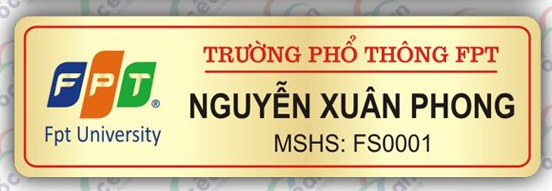 TRƯỜNG PHỔ THÔNG FPT
FPT®
Fpt University
NGUYỄN XUÂN PHONG
MSHS: FS0001